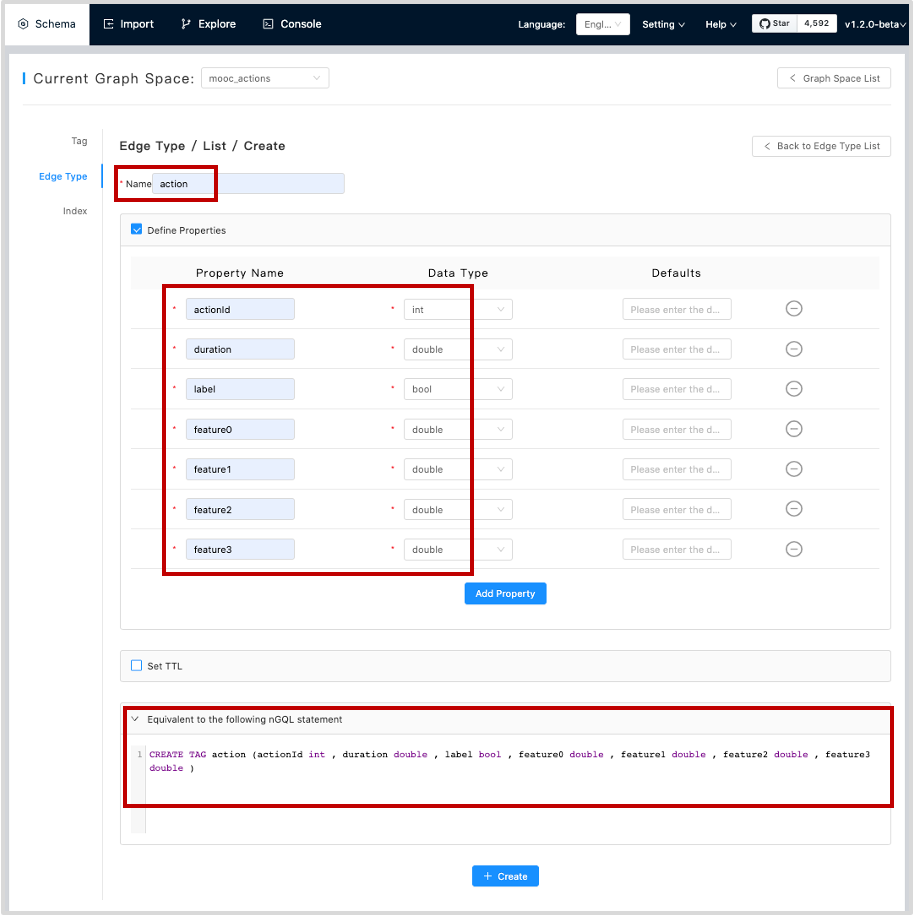 Schema Import Explore Console Language: Engl... Setting Help Star 4,592 v1.2.0-beta
Current Graph Space: mooc_actions Graph Space List
Tag
Edge Type / List / Create Back to Edge Type List
Edge Type
* Name action
Index
Define Properties
Property Name Data Type Defaults
* actionId * int Please enter the d...
* duration * double Please enter the d...
* label * bool Please enter the d...
* feature0 * double Please enter the d...
* feature1 * double Please enter the d...
* feature2 * double Please enter the d...
* feature3 * double Please enter the d...
Add Property
Set TTL
Equivalent to the following nGQL statement
1 CREATE TAG action (actionId int , duration double , label bool , feature0 double , feature1 double , feature2 double , feature3
double )
+ Create